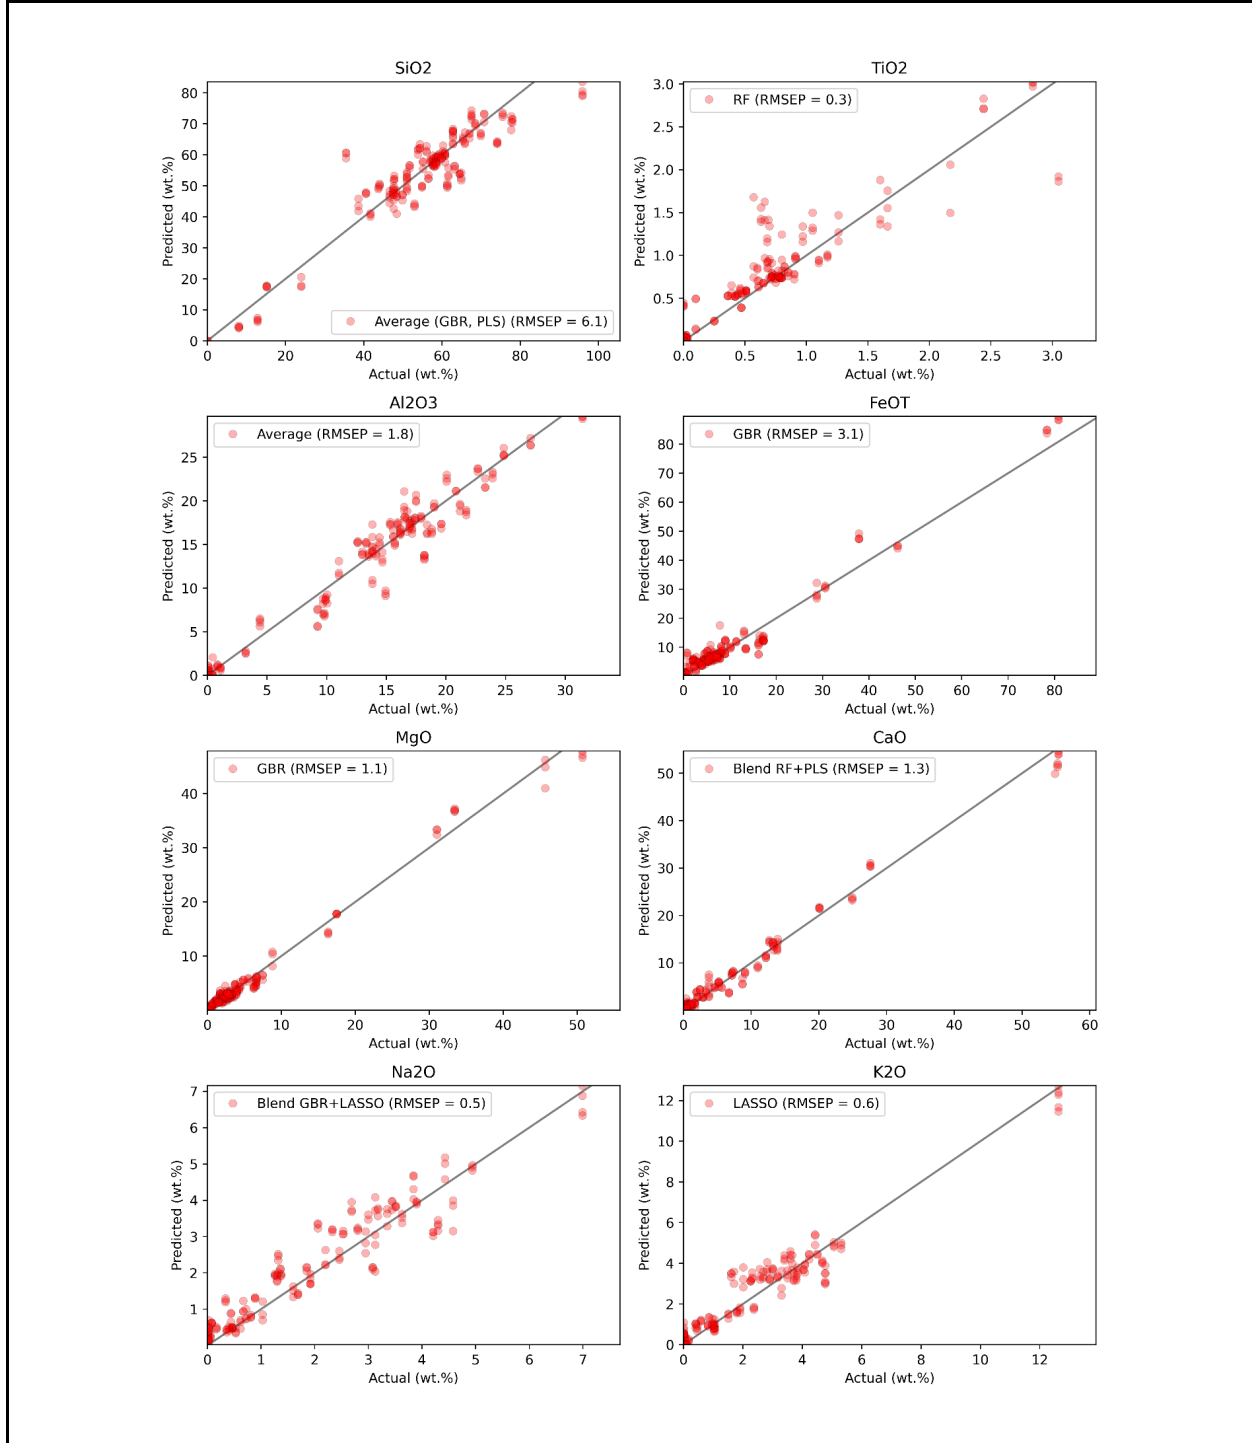 SiO2
80
70
60
50
40
30
20
10
0
Predicted (wt.%)
Average (GBR, PLS) (RMSEP = 6.1)
0 20 40 60 80 100
Actual (wt.%)
TiO2
3.0
2.5
2.0
1.5
1.0
0.5
Predicted (wt.%)
RF (RMSEP = 0.3)
0.0 0.5 1.0 1.5 2.0 2.5 3.0
Actual (wt.%)
Al2O3
25
20
15
10
5
0
Predicted (wt.%)
Average (RMSEP = 1.8)
0 5 10 15 20 25 30
Actual (wt.%)
FeOT
80
70
60
50
40
30
20
10
Predicted (wt.%)
GBR (RMSEP = 3.1)
0 10 20 30 40 50 60 70 80
Actual (wt.%)
MgO
40
30
20
10
Predicted (wt.%)
GBR (RMSEP = 1.1)
0 10 20 30 40 50
Actual (wt.%)
CaO
50
40
30
20
10
Predicted (wt.%)
Blend RF+PLS (RMSEP = 1.3)
0 10 20 30 40 50 60
Actual (wt.%)
Na2O
7
6
5
4
3
2
1
Predicted (wt.%)
Blend GBR+LASSO (RMSEP = 0.5)
0 1 2 3 4 5 6 7
Actual (wt.%)
K2O
12
10
8
6
4
2
0
Predicted (wt.%)
LASSO (RMSEP = 0.6)
0 2 4 6 8 10 12
Actual (wt.%)